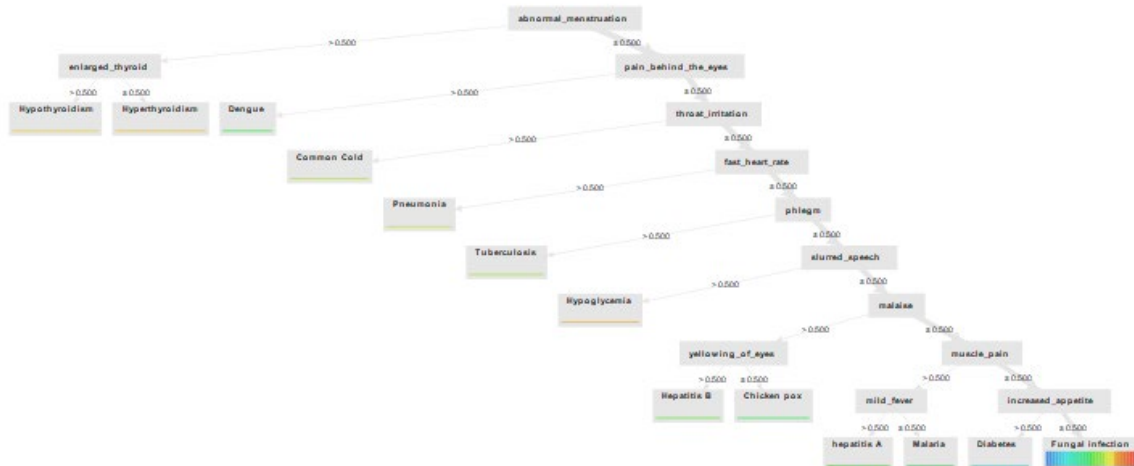 abnormal_menstruation
> 0.500 ≤ 0.500
enlarged_thyroid pain_behind_the_eyes
> 0.500 ≤ 0.500 > 0.500 ≤ 0.500
Hypothyroidism Hyperthyroidism Dengue throat_irritation
> 0.500 ≤ 0.500
Common Cold fast_heart_rate
> 0.500 ≤ 0.500
Pneumonia phlegm
> 0.500 ≤ 0.500
Tuberculosis slurred_speech
> 0.500 ≤ 0.500
Hypoglycemia malaise
> 0.500 ≤ 0.500
yellowing_of_eyes muscle_pain
> 0.500 ≤ 0.500 > 0.500 ≤ 0.500
Hepatitis B Chicken pox mild_fever increased_appetite
> 0.500 ≤ 0.500 > 0.500 ≤ 0.500
hepatitis A Malaria Diabetes Fungal infection